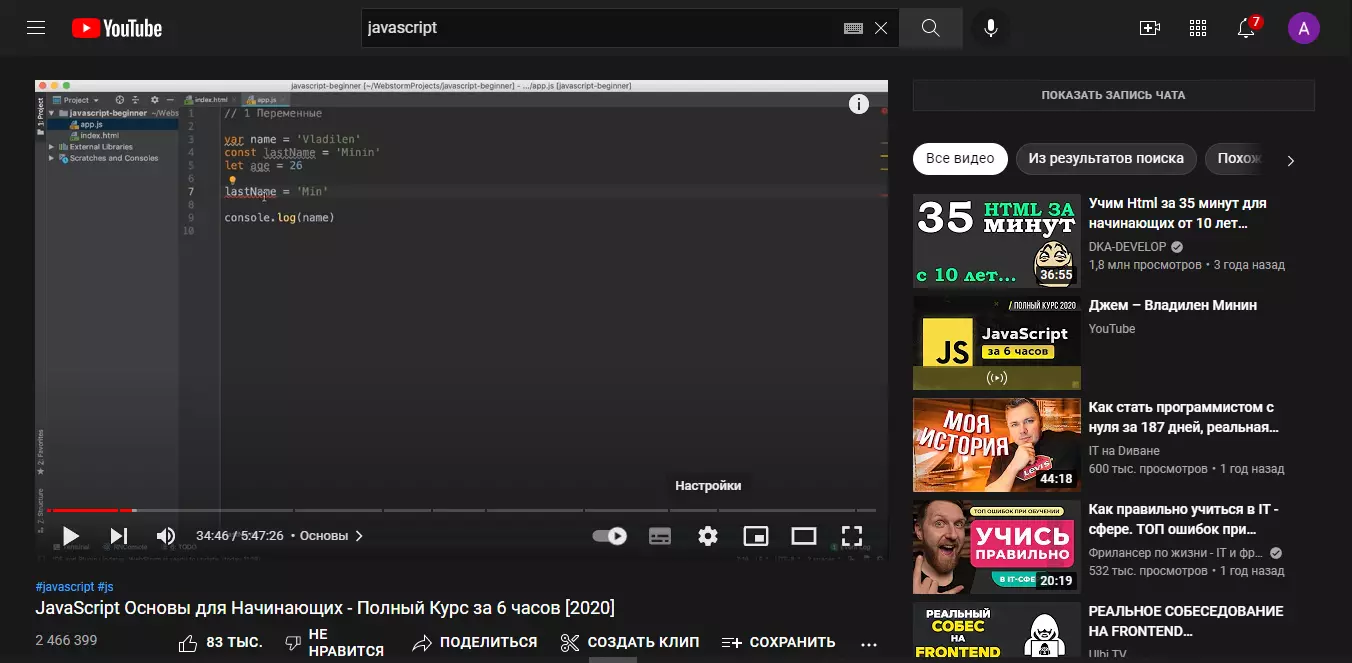 YouTube
javascript
7
A
javascript-beginner [~/WebstormProjects/javascript-beginner] - .../app.js [javascript-beginner]
Project
index.html
app.js
1: Project
javascript-beginner ~/Webs
app.js
index.html
External Libraries
Scratches and Consoles
2: Favorites
1 // 1 Переменные
2
3 var name = 'Vladilen'
4 const lastName = 'Minin'
5 let age = 26
6
7 lastName = 'Min'
8
9 console.log(name)
10
Настройки
34:46 / 5:47:26 • Основы
#javascript #js
JavaScript Основы для Начинающих - Полный Курс за 6 часов [2020]
2 466 399
83 ТЫС.
НЕ
НРАВИТСЯ
ПОДЕЛИТЬСЯ
СОЗДАТЬ КЛИП
СОХРАНИТЬ
ПОКАЗАТЬ ЗАПИСЬ ЧАТА
Все видео
Из результатов поиска
Похож
35 HTML ЗА
МИНУТ
с 10 лет...
36:55
Учим Html за 35 минут для
начинающих от 10 лет...
DKA-DEVELOP
1,8 млн просмотров • 3 года назад
/ ПОЛНЫЙ КУРС 2020
JS
JavaScript
за 6 часов
Джем – Владилен Минин
YouTube
МОЯ
ИСТОРИЯ
LEVI'S
44:18
Как стать программистом с
нуля за 187 дней, реальная...
IT на Диване
600 тыс. просмотров • 1 год назад
ТОП ОШИБОК ПРИ ОБУЧЕНИИ
УЧИСЬ
ПРАВИЛЬНО
В IT-СФЕ
20:19
Как правильно учиться в IT -
сфере. ТОП ошибок при...
Фрилансер по жизни - IT и фр...
532 тыс. просмотров • 1 год назад
РЕАЛЬНЫЙ
СОБЕС
НА
FRONTEND
РЕАЛЬНОЕ СОБЕСЕДОВАНИЕ
НА FRONTEND...
Ulbi TV